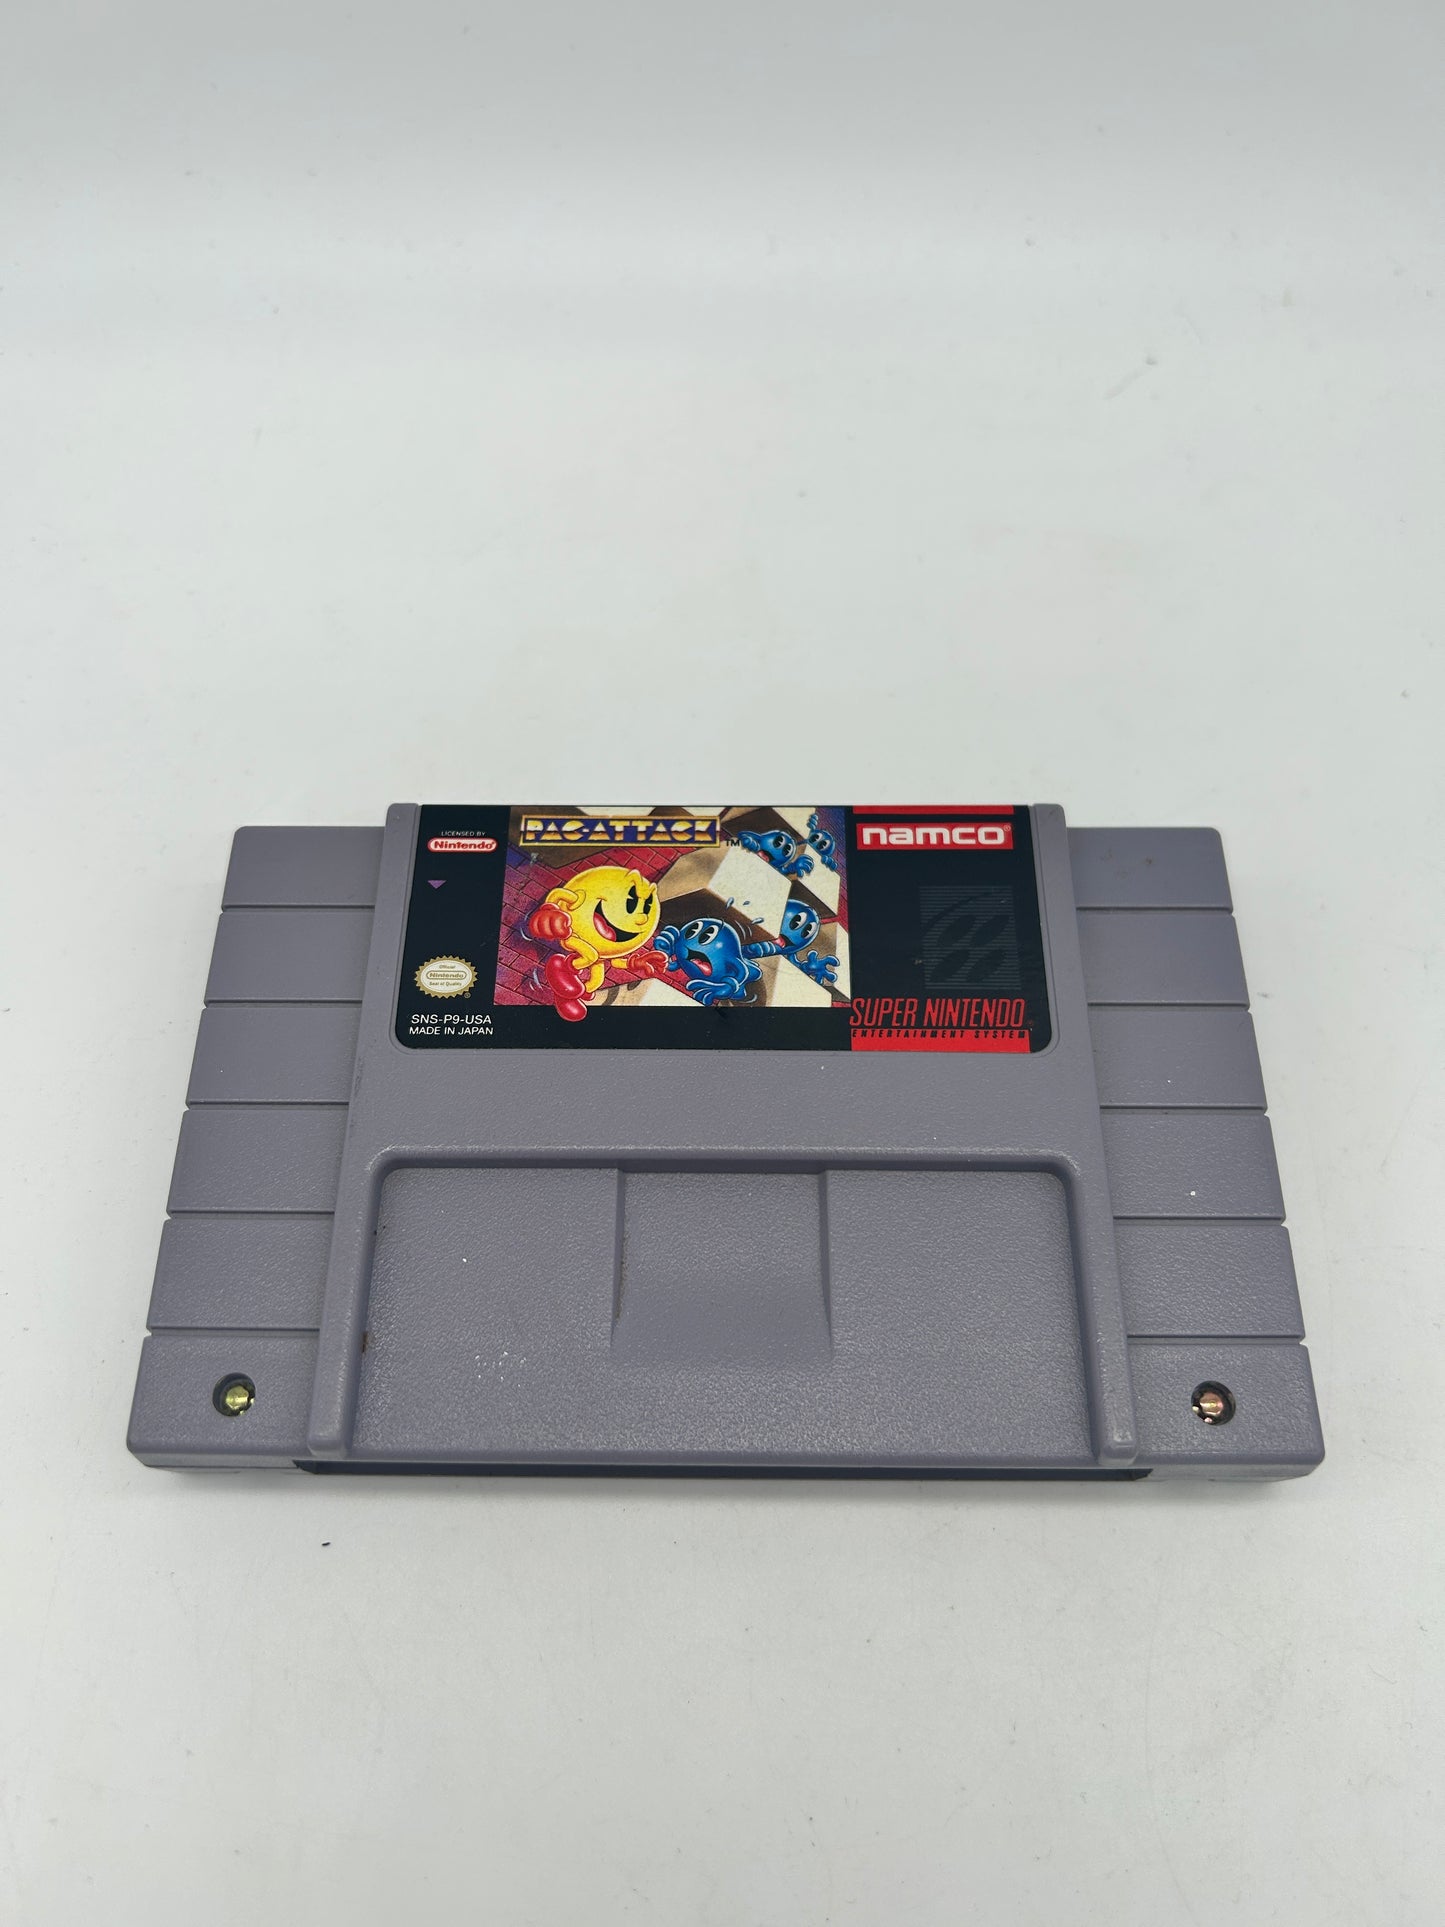 LICENSED BY
Nintendo®
PAC-ATTACK
TM
namco®
Official
Nintendo
Seal of Quality
®
SNS-P9-USA
MADE IN JAPAN
SUPER NINTENDO
ENTERTAINMENT SYSTEM